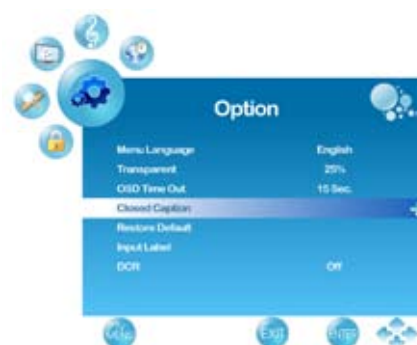 Option
Menu Language English
Transparent 25%
OSD Time Out 15 Sec.
Closed Caption
Restore Default
Input Label
DCR Off
EXIT ENTER